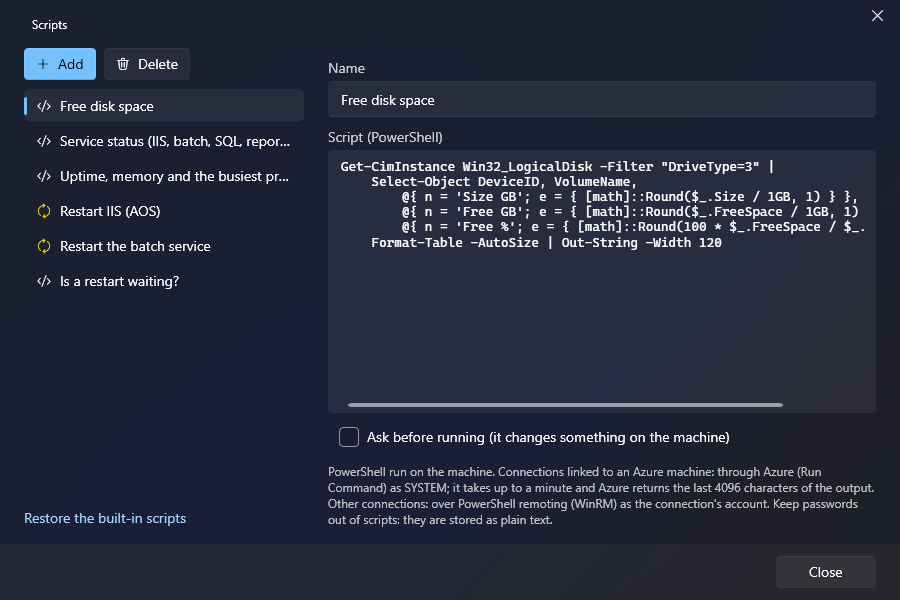 Scripts
Add
Delete
Free disk space
Service status (IIS, batch, SQL, repor...
Uptime, memory and the busiest pr...
Restart IIS (AOS)
Restart the batch service
Is a restart waiting?
Restore the built-in scripts
Name
Free disk space
Script (PowerShell)
Get-CimInstance Win32_LogicalDisk -Filter "DriveType=3" |
    Select-Object DeviceID, VolumeName,
        @{ n = 'Size GB'; e = { [math]::Round($_.Size / 1GB, 1) } },
        @{ n = 'Free GB'; e = { [math]::Round($_.FreeSpace / 1GB, 1)
        @{ n = 'Free %'; e = { [math]::Round(100 * $_.FreeSpace / $_.
    Format-Table -AutoSize | Out-String -Width 120
Ask before running (it changes something on the machine)
PowerShell run on the machine. Connections linked to an Azure machine: through Azure (Run
Command) as SYSTEM; it takes up to a minute and Azure returns the last 4096 characters of the output.
Other connections: over PowerShell remoting (WinRM) as the connection's account. Keep passwords
out of scripts: they are stored as plain text.
Close